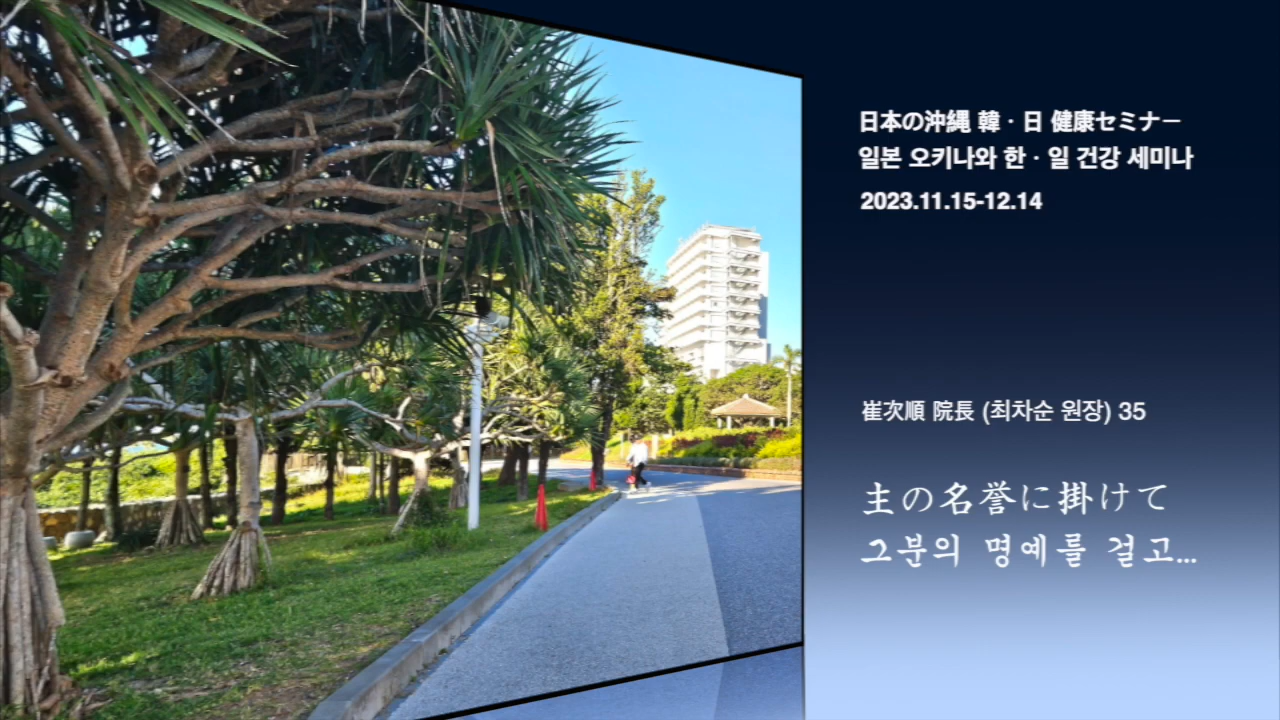 日本の沖縄 韓 · 日 健康セミナー
일본 오키나와 한 · 일 건강 세미나
2023.11.15-12.14
崔次順 院長 (최차순 원장) 35
主の名誉に掛けて
그분의 명예를 걸고...